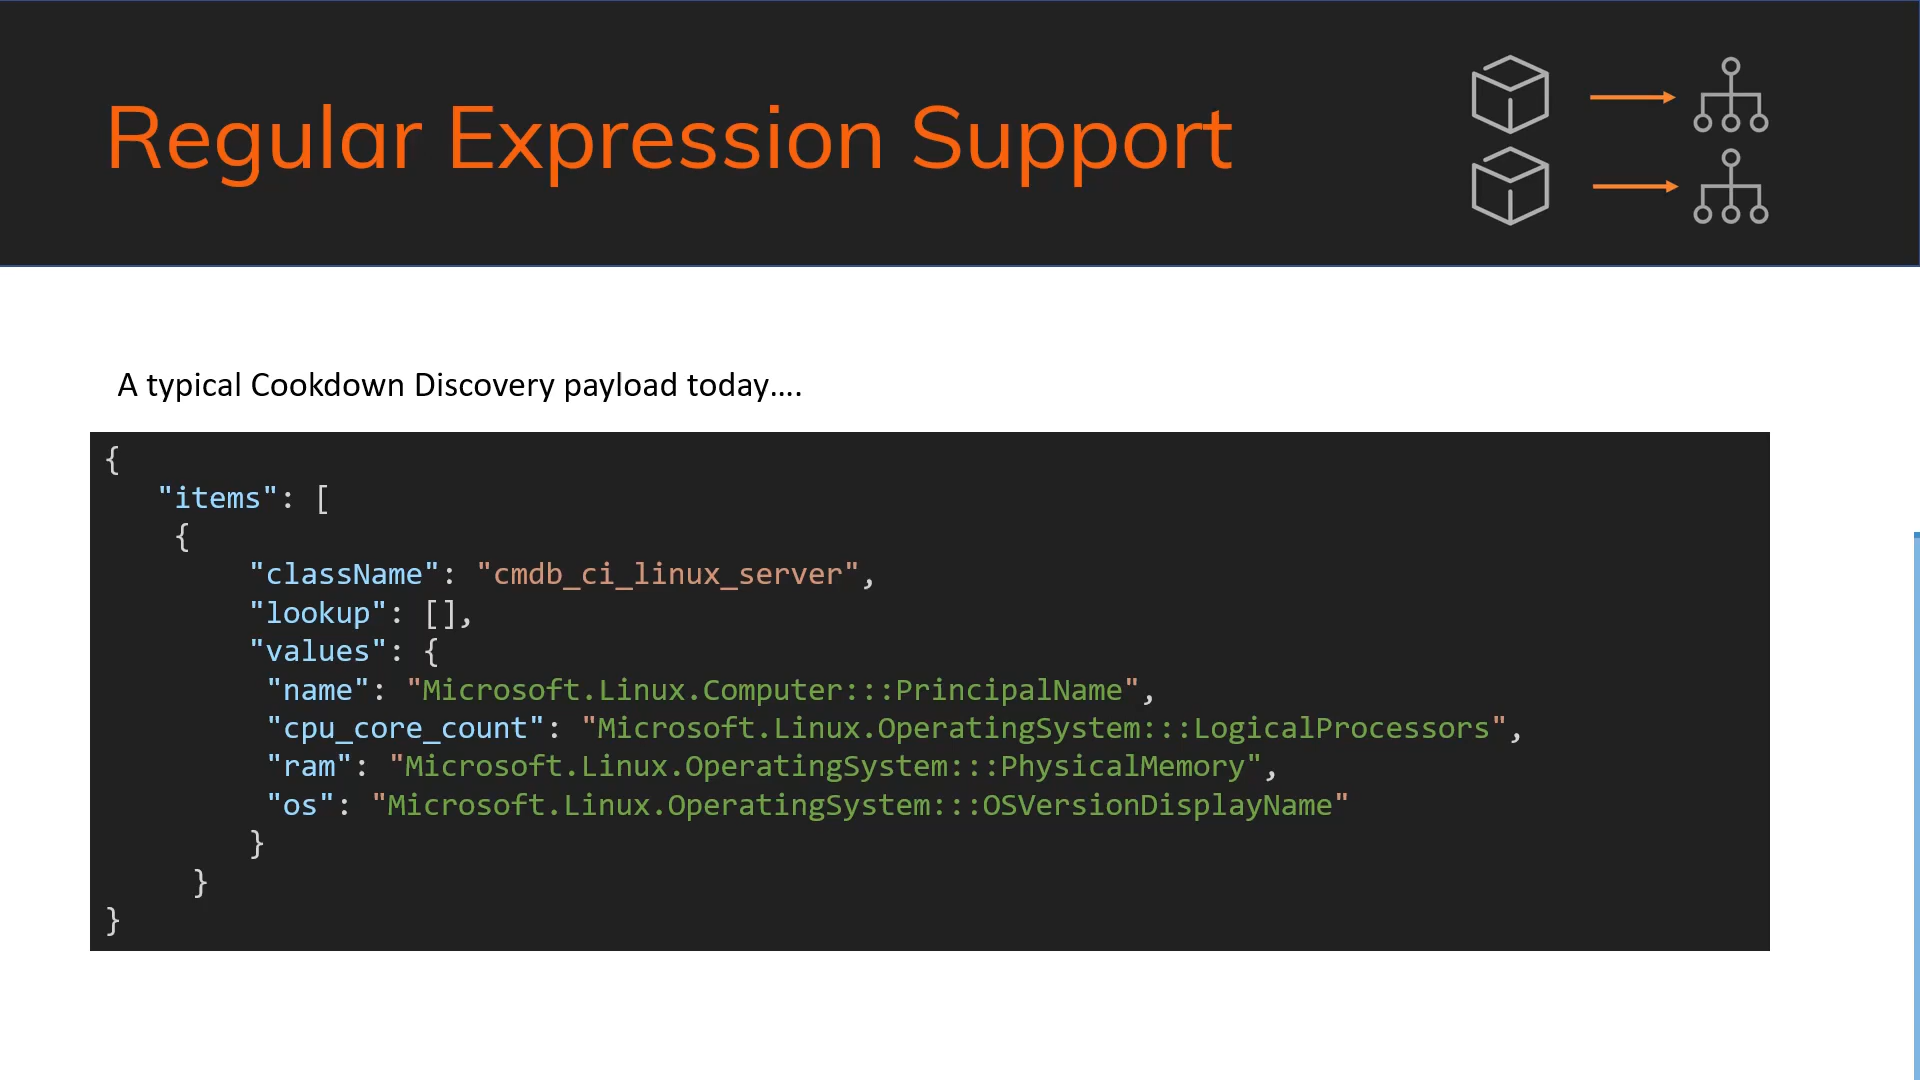 Regular Expression Support
A typical Cookdown Discovery payload today....
{
"items": [
{
"className": "cmdb_ci_linux_server",
"lookup": [],
"values": {
"name": "Microsoft.Linux.Computer:::PrincipalName",
"cpu_core_count": "Microsoft.Linux.OperatingSystem:::LogicalProcessors",
"ram": "Microsoft.Linux.OperatingSystem:::PhysicalMemory",
"os": "Microsoft.Linux.OperatingSystem:::OSVersionDisplayName"
}
}
}